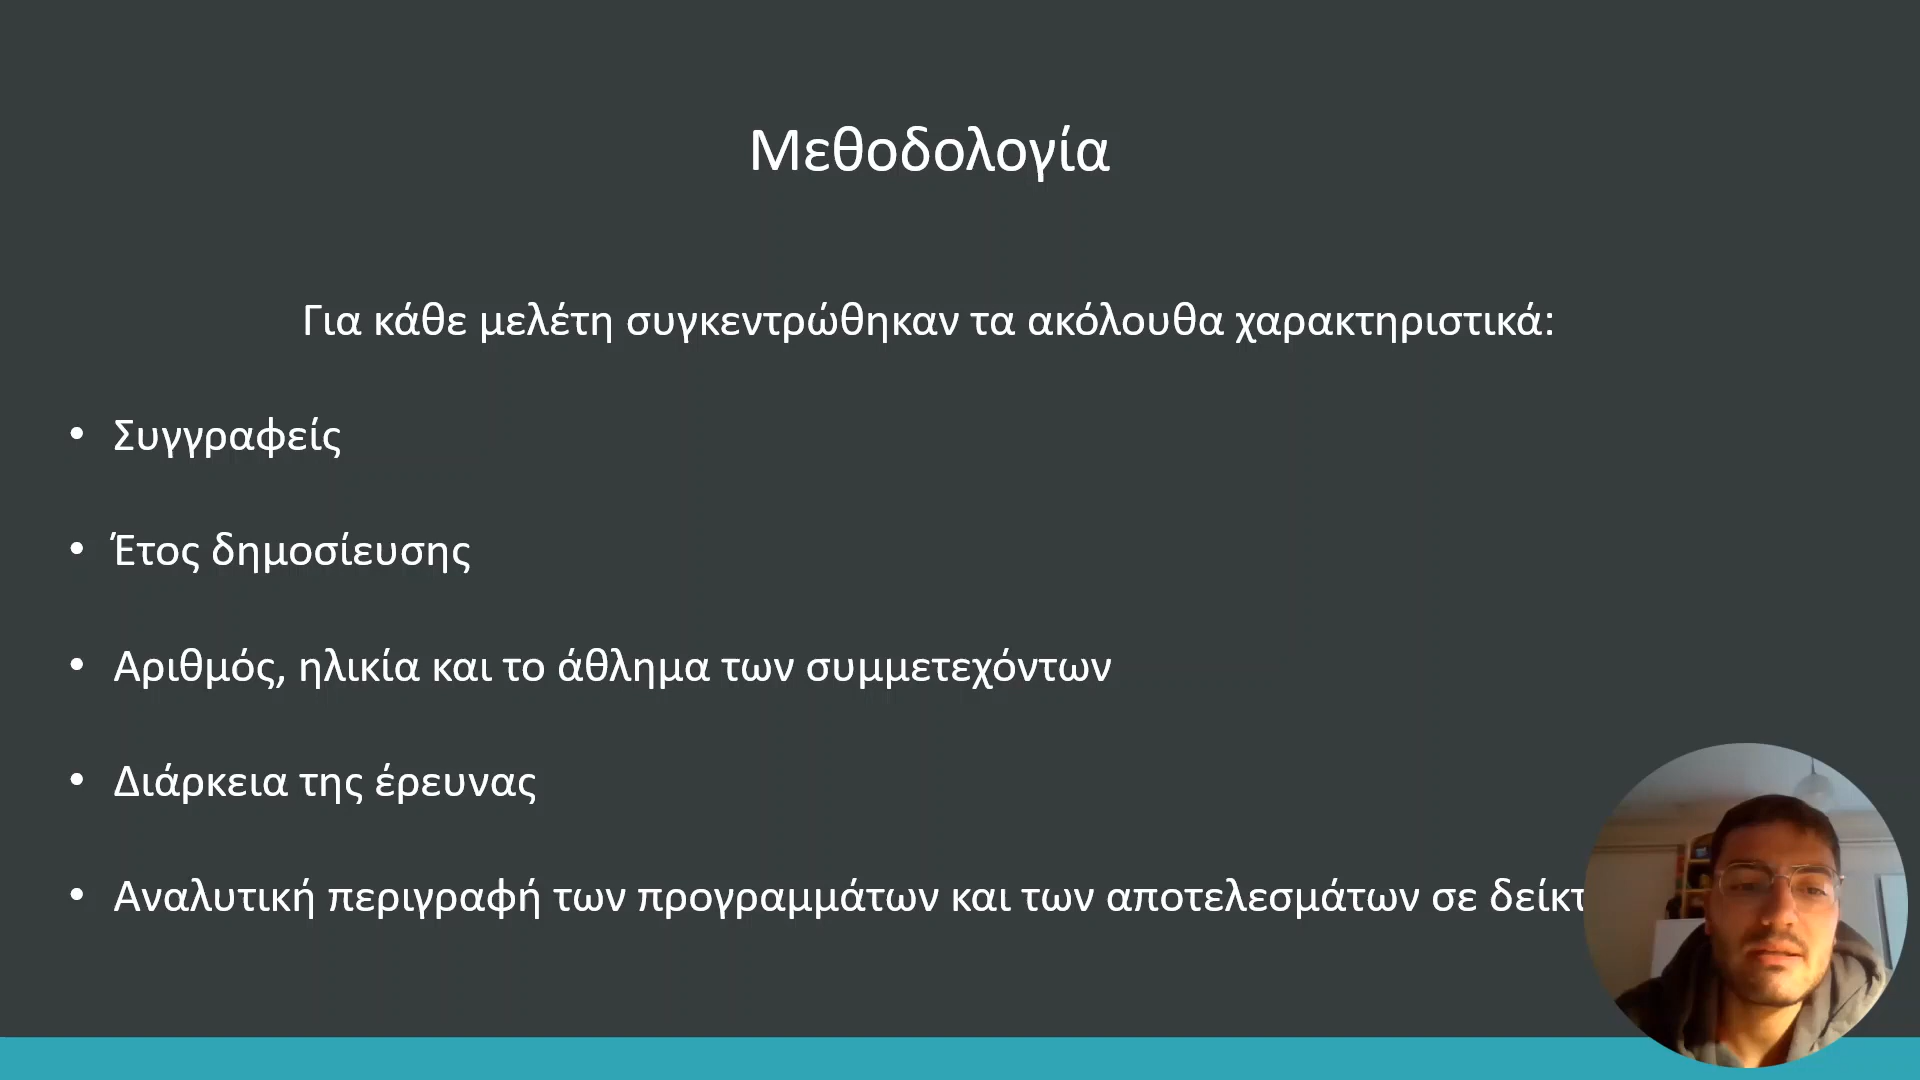 Μεθοδολογία
Για κάθε μελέτη συγκεντρώθηκαν τα ακόλουθα χαρακτηριστικά:
• Συγγραφείς
• Έτος δημοσίευσης
• Αριθμός, ηλικία και το άθλημα των συμμετεχόντων
• Διάρκεια της έρευνας
• Αναλυτική περιγραφή των προγραμμάτων και των αποτελεσμάτων σε